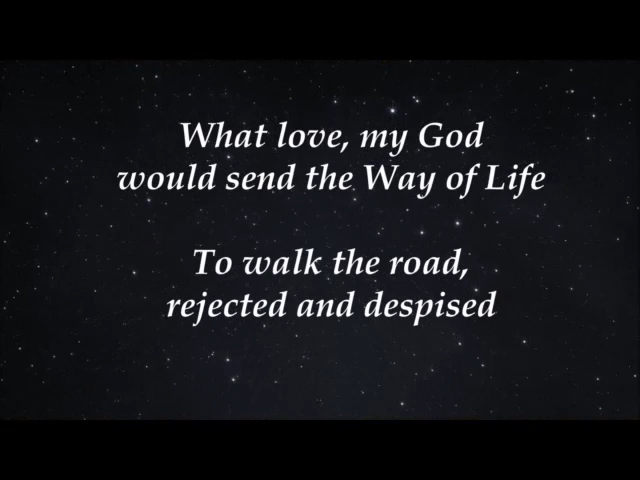 What love, my God
would send the Way of Life
To walk the road,
rejected and despised